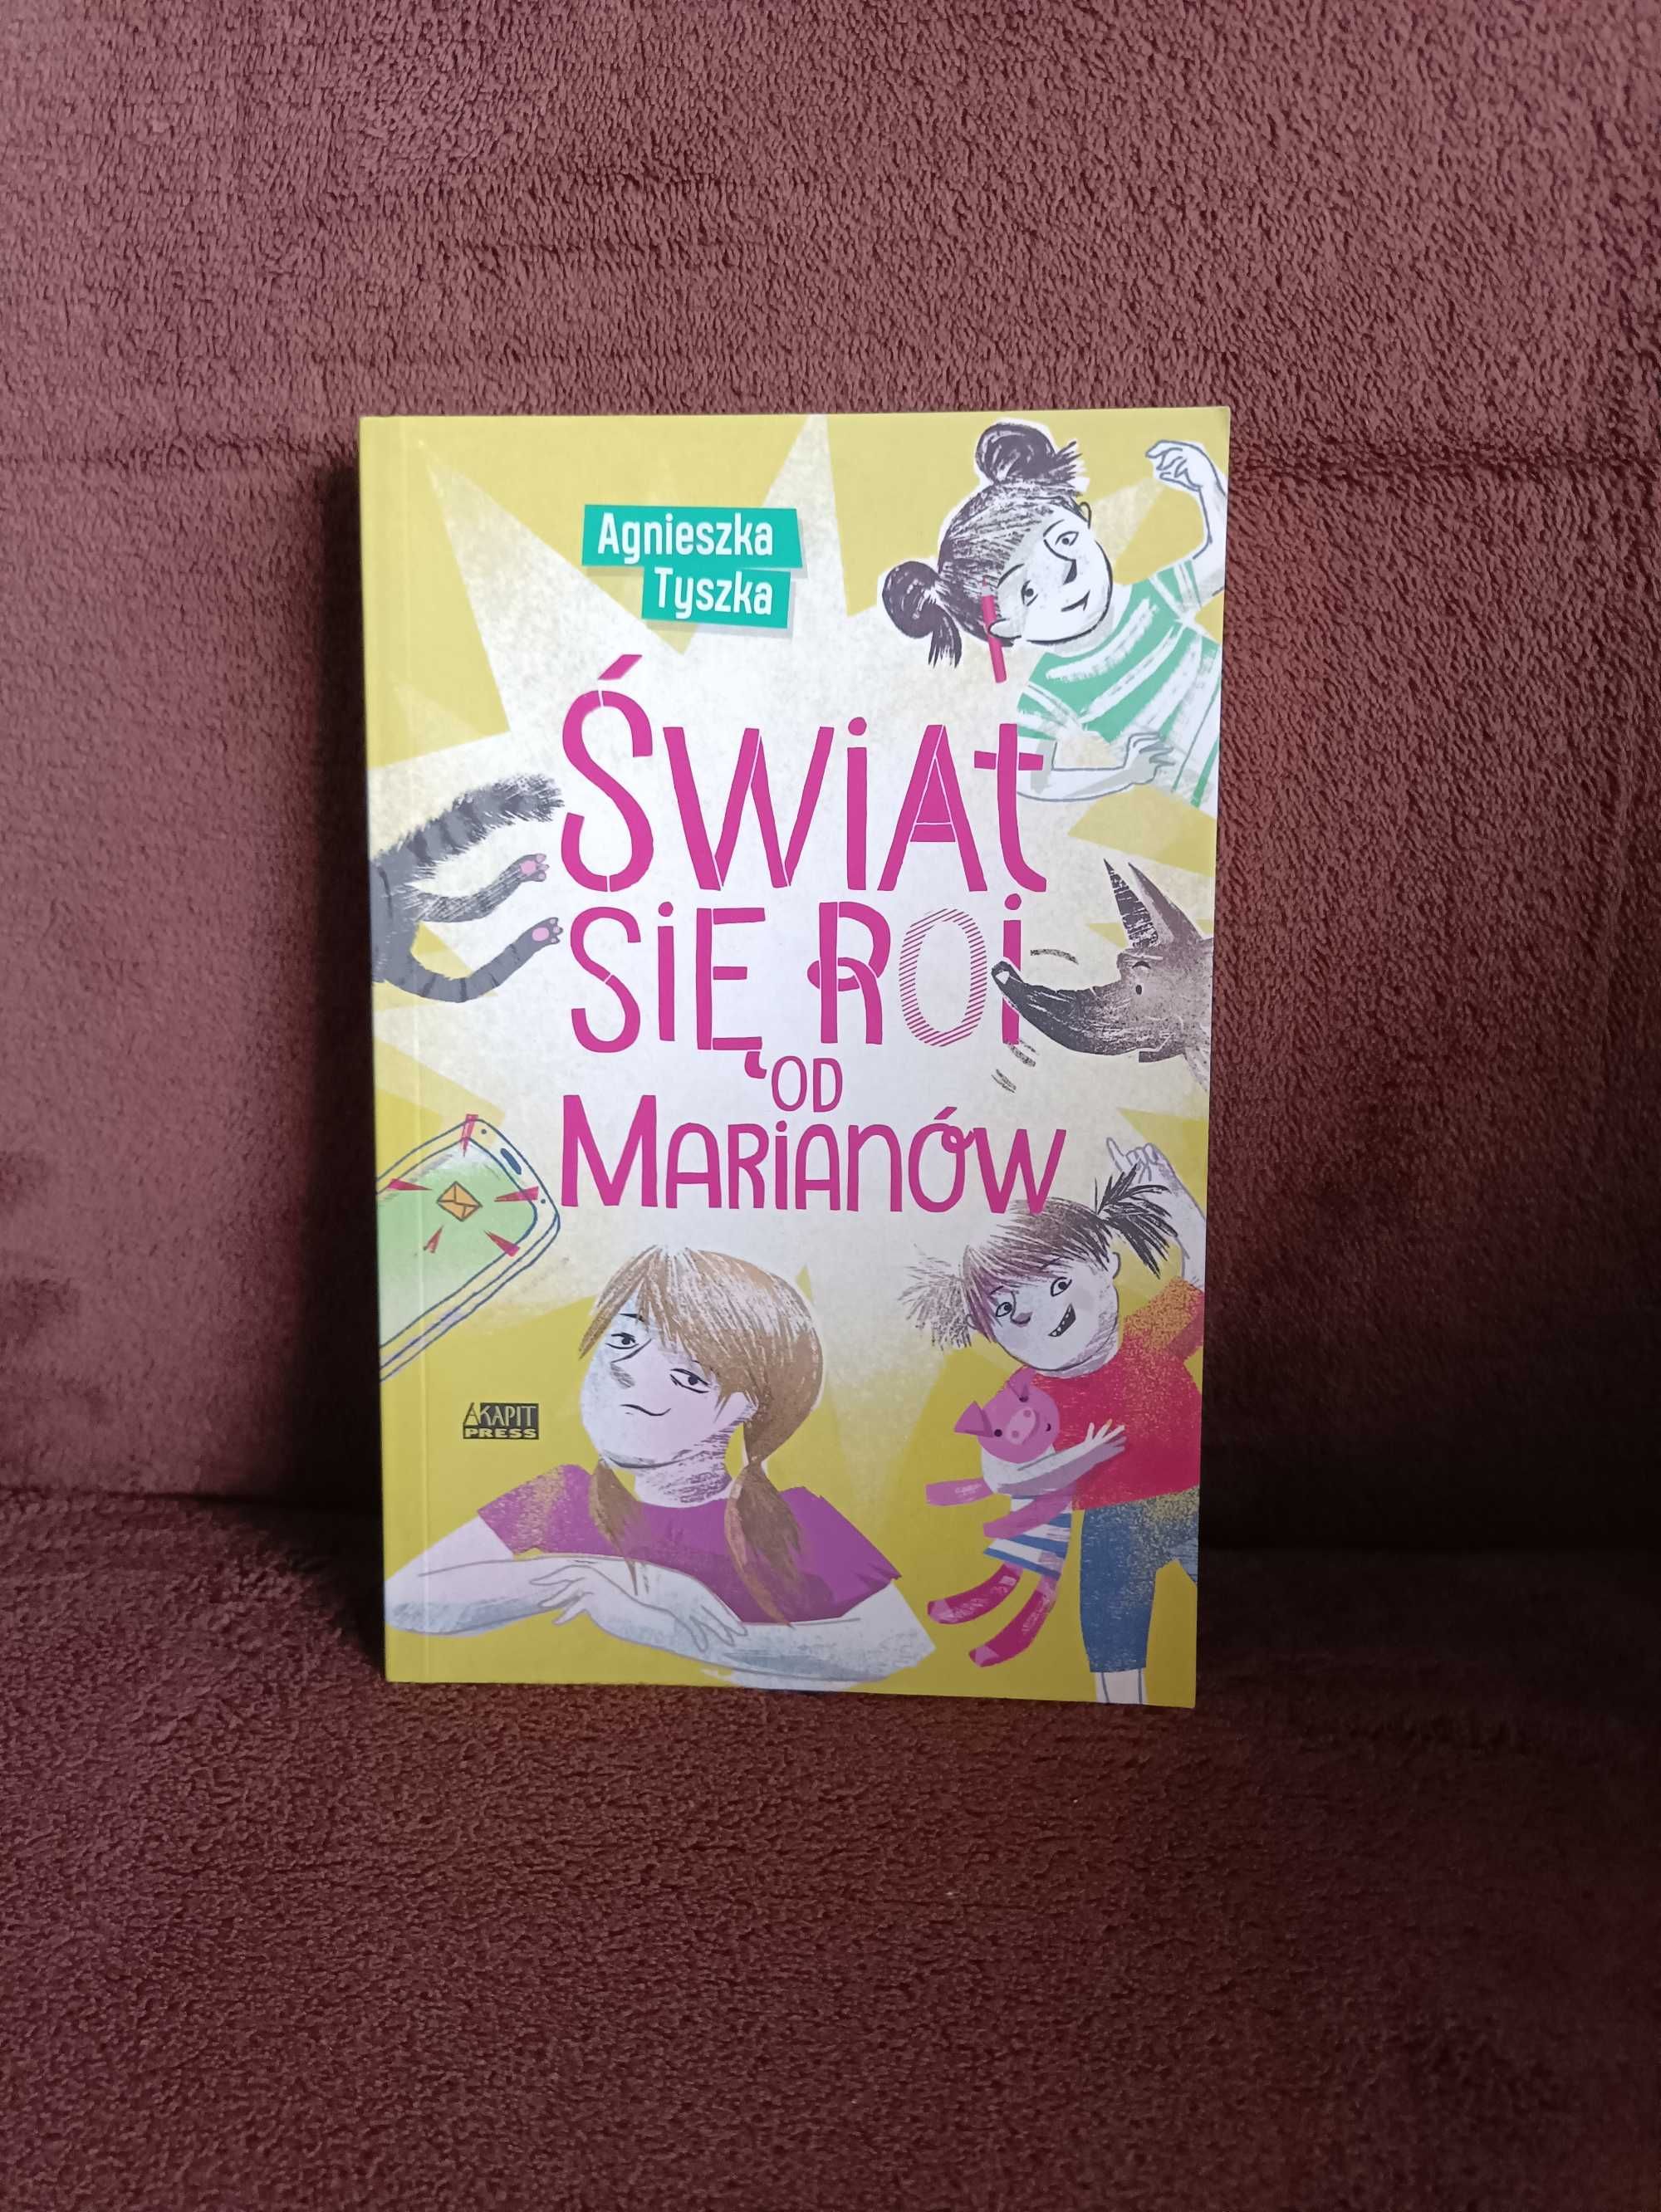 Agnieszka
Tyszka
Świat
się roi
od
Marianów
AKAPIT
PRESS